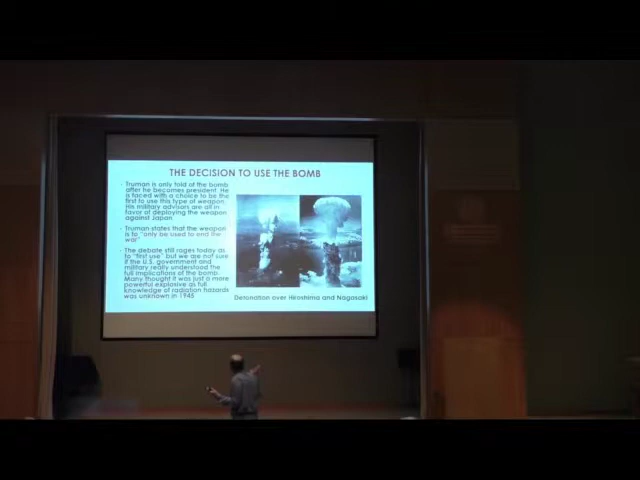 THE DECISION TO USE THE BOMB
Truman is only told of the bombs
after he becomes president. He
is faced with a choice to be the
first to use this type of weapon.
His military advisors are all in
favor of deploying the weapon
against Japan.
Truman states that the weapon
is to "only be used to end the
war"
The debate still rages today as
to "first use" but we are not sure
if the U.S. government and
military really understood the
full implications of the bomb.
Many thought it was just a more
powerful explosive as full
knowledge of radiation hazards
was unknown in 1945
Detonation over Hiroshima and Nagasaki